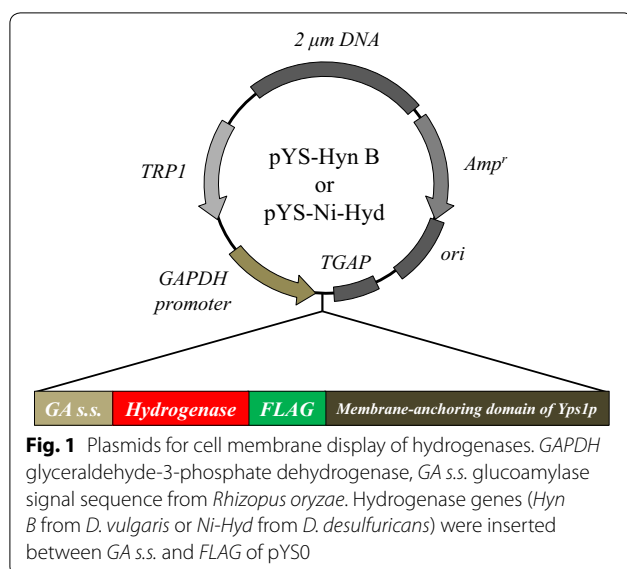 2 μm DNA
TRP1
pYS-Hyn B
or
pYS-Ni-Hyd
Ampʳ
GAPDH
promoter
TGAP
ori
GA s.s.
Hydrogenase
FLAG
Membrane-anchoring domain of Yps1p
Fig. 1 Plasmids for cell membrane display of hydrogenases. GAPDH
glyceraldehyde-3-phosphate dehydrogenase, GA s.s. glucoamylase
signal sequence from Rhizopus oryzae. Hydrogenase genes (Hyn
B from D. vulgaris or Ni-Hyd from D. desulfuricans) were inserted
between GA s.s. and FLAG of pYS0